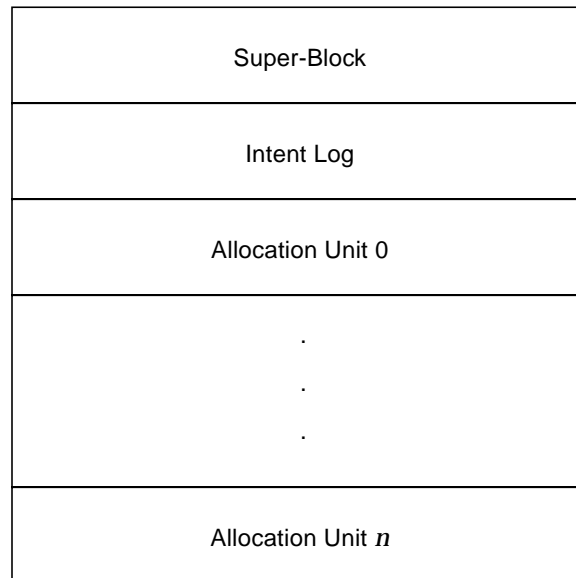 Super-Block
Intent Log
Allocation Unit 0
.
.
.
Allocation Unit n